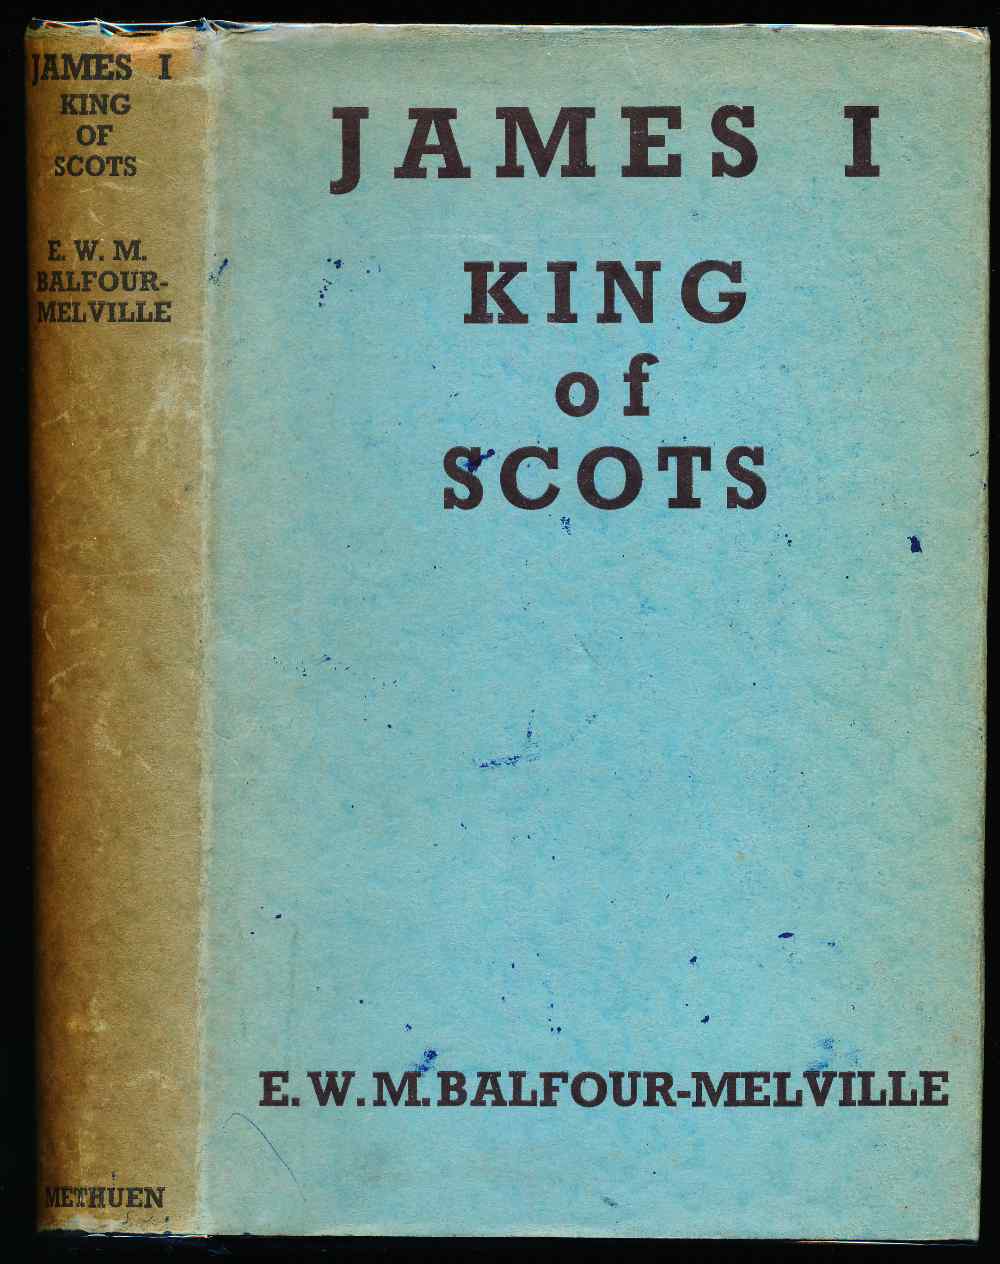 JAMES I
KING
OF
SCOTS
E. W. M.
BALFOUR-
MELVILLE
METHUEN
JAMES I
KING
of
SCOTS
E. W. M. BALFOUR-MELVILLE